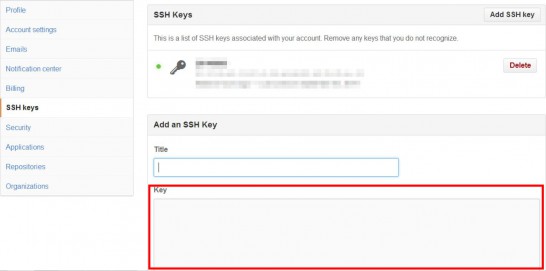 Profile
Account settings
Emails
Notification center
Billing
SSH keys
Security
Applications
Repositories
Organizations
SSH Keys
Add SSH key
This is a list of SSH keys associated with your account. Remove any keys that you do not recognize.
Delete
Add an SSH Key
Title
Key